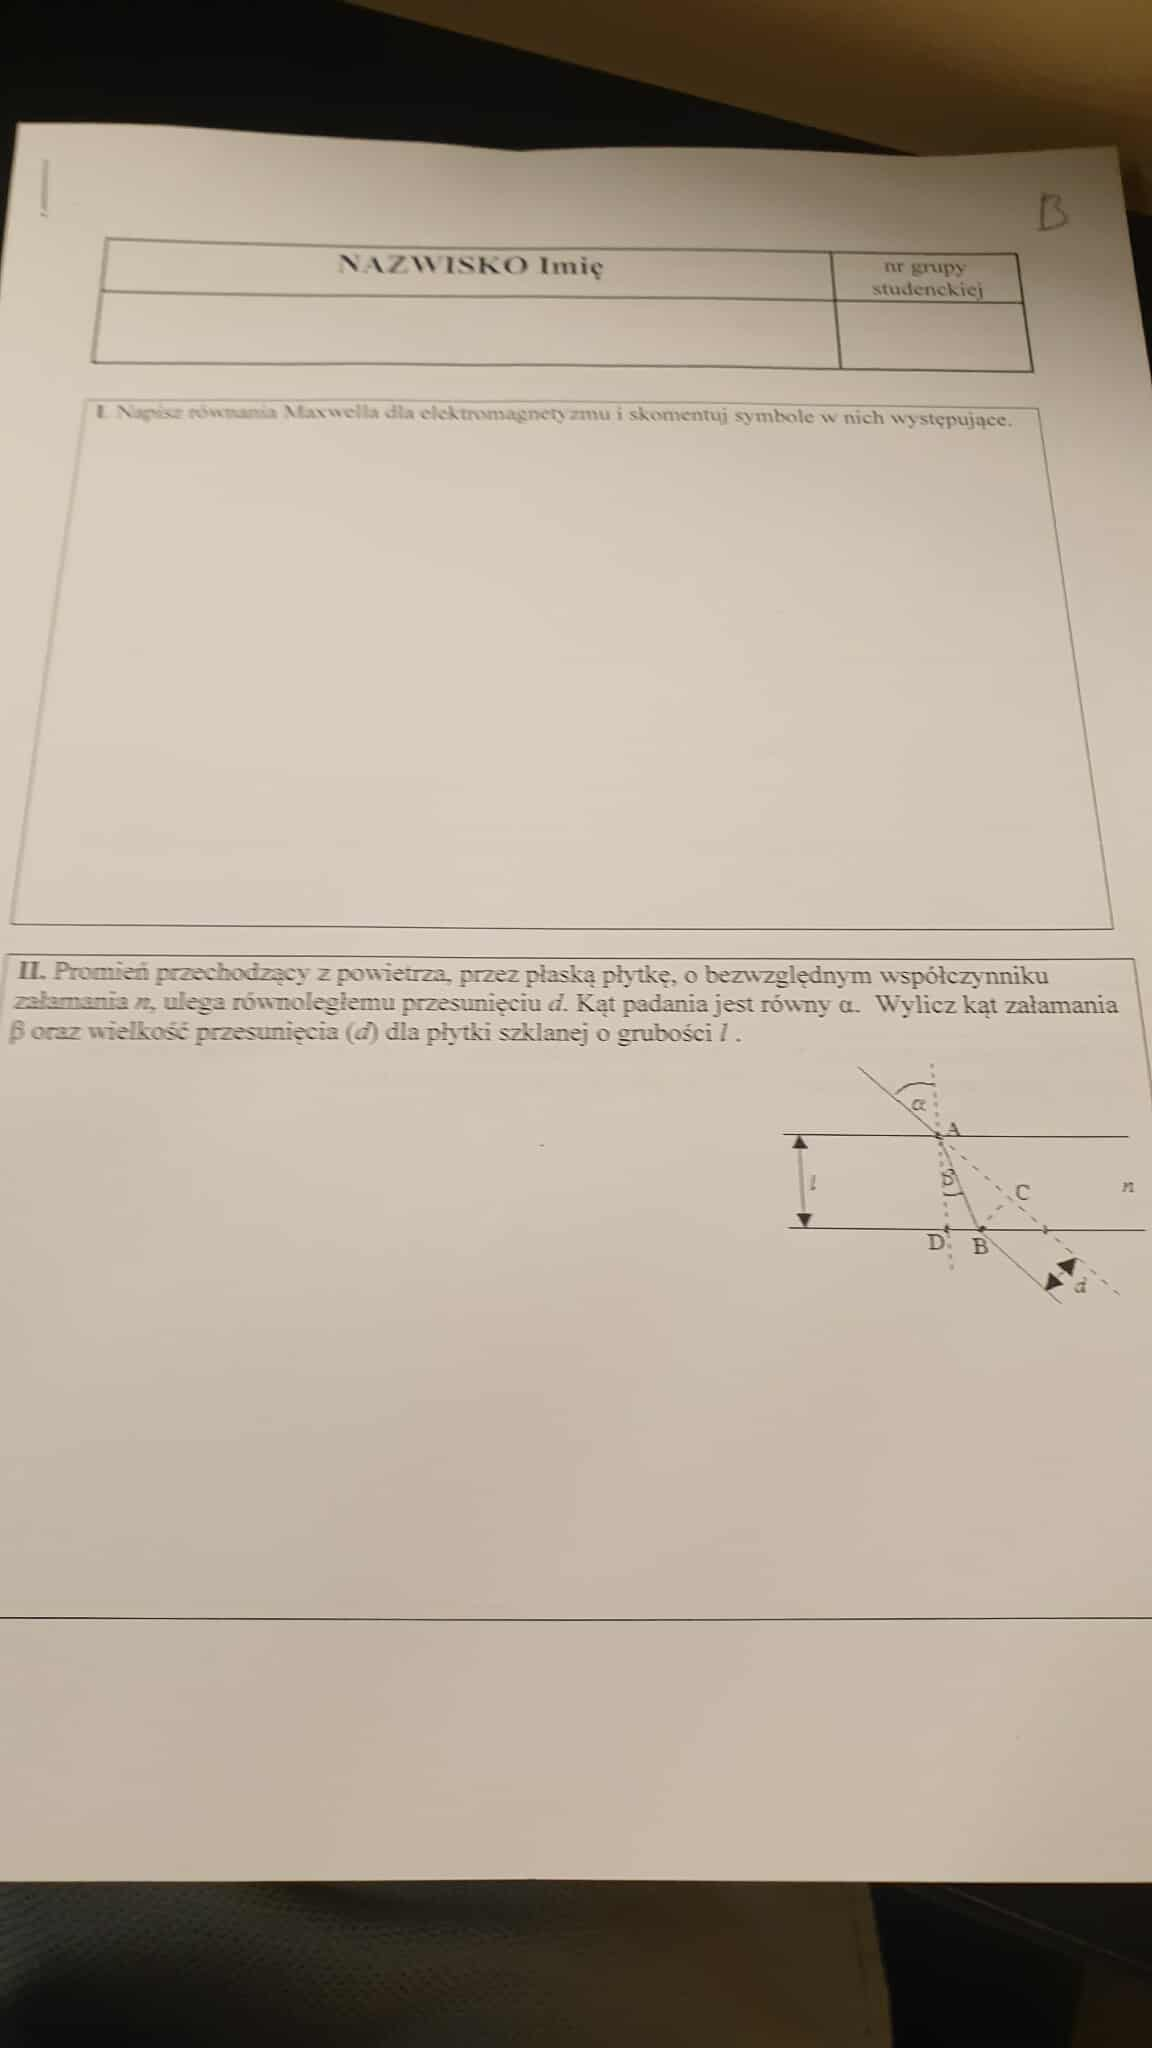 B
NAZWISKO Imię
nr grupy
studenckiej
I. Napisz równania Maxwella dla elektromagnetyzmu i skomentuj symbole w nich występujące.
II. Promień przechodzący z powietrza, przez płaską płytkę, o bezwzględnym współczynniku
załamania n, ulega równoległemu przesunięciu d. Kąt padania jest równy α. Wylicz kąt załamania
β oraz wielkość przesunięcia (d) dla płytki szklanej o grubości l .
α
A
l
β
C
n
D
B
d